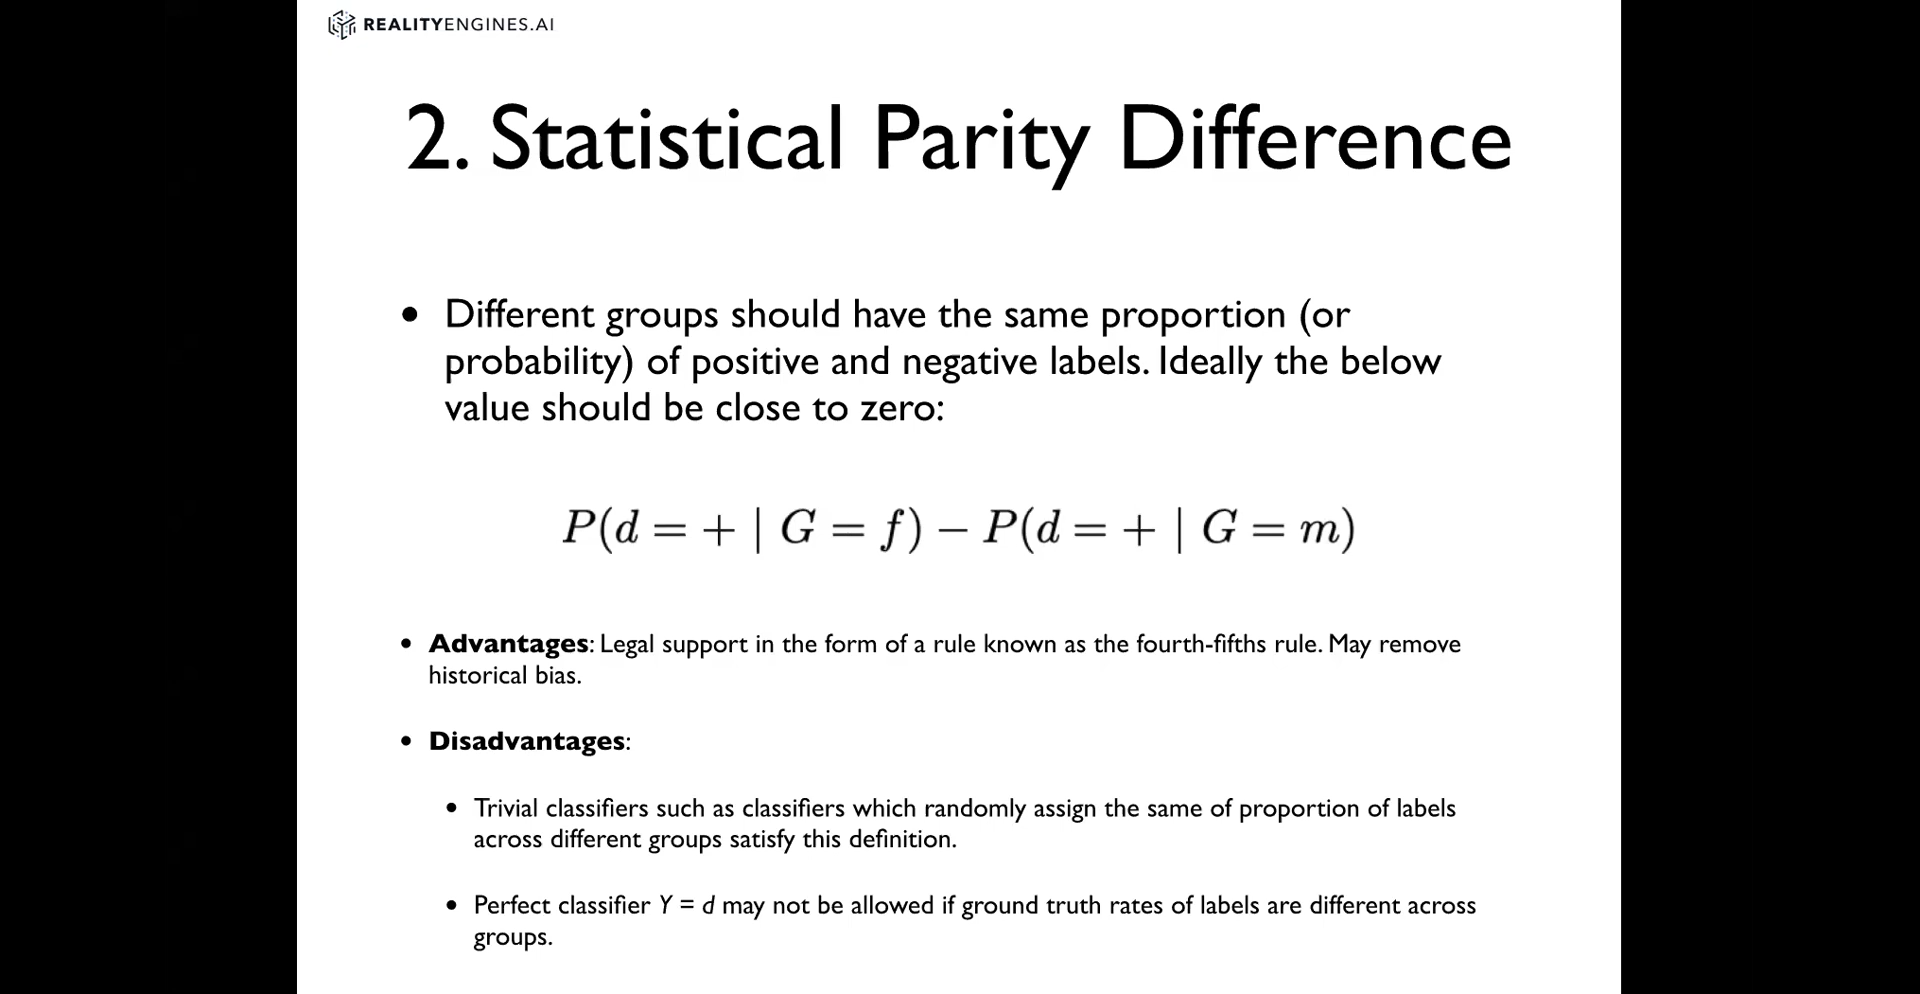 REALITYENGINES.AI
2. Statistical Parity Difference
• Different groups should have the same proportion (or
probability) of positive and negative labels. Ideally the below
value should be close to zero:
P(d = + | G = f) − P(d = + | G = m)
• Advantages: Legal support in the form of a rule known as the fourth-fifths rule. May remove
historical bias.
• Disadvantages:
• Trivial classifiers such as classifiers which randomly assign the same of proportion of labels
across different groups satisfy this definition.
• Perfect classifier Y = d may not be allowed if ground truth rates of labels are different across
groups.